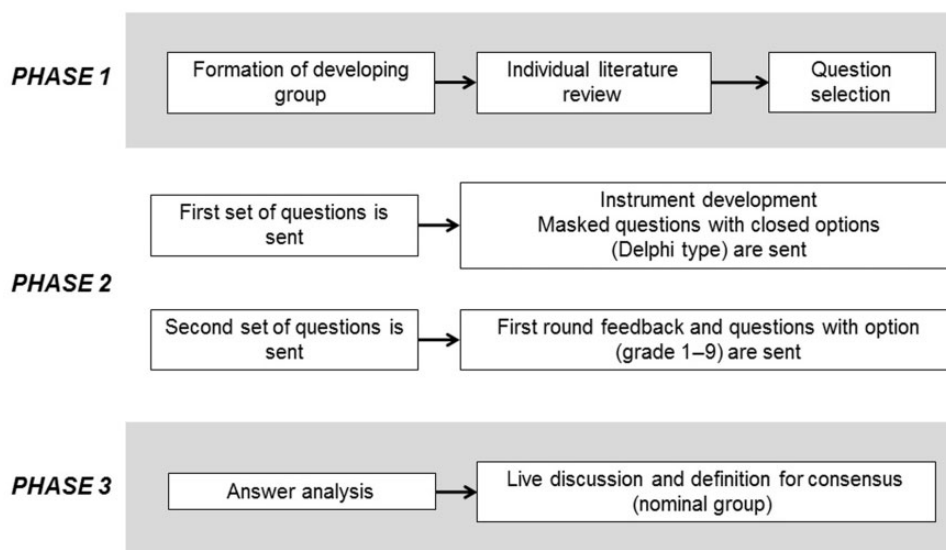 PHASE 1
Formation of developing
group
Individual literature
review
Question
selection
PHASE 2
First set of questions is
sent
Instrument development
Masked questions with closed options
(Delphi type) are sent
Second set of questions is
sent
First round feedback and questions with option
(grade 1–9) are sent
PHASE 3
Answer analysis
Live discussion and definition for consensus
(nominal group)